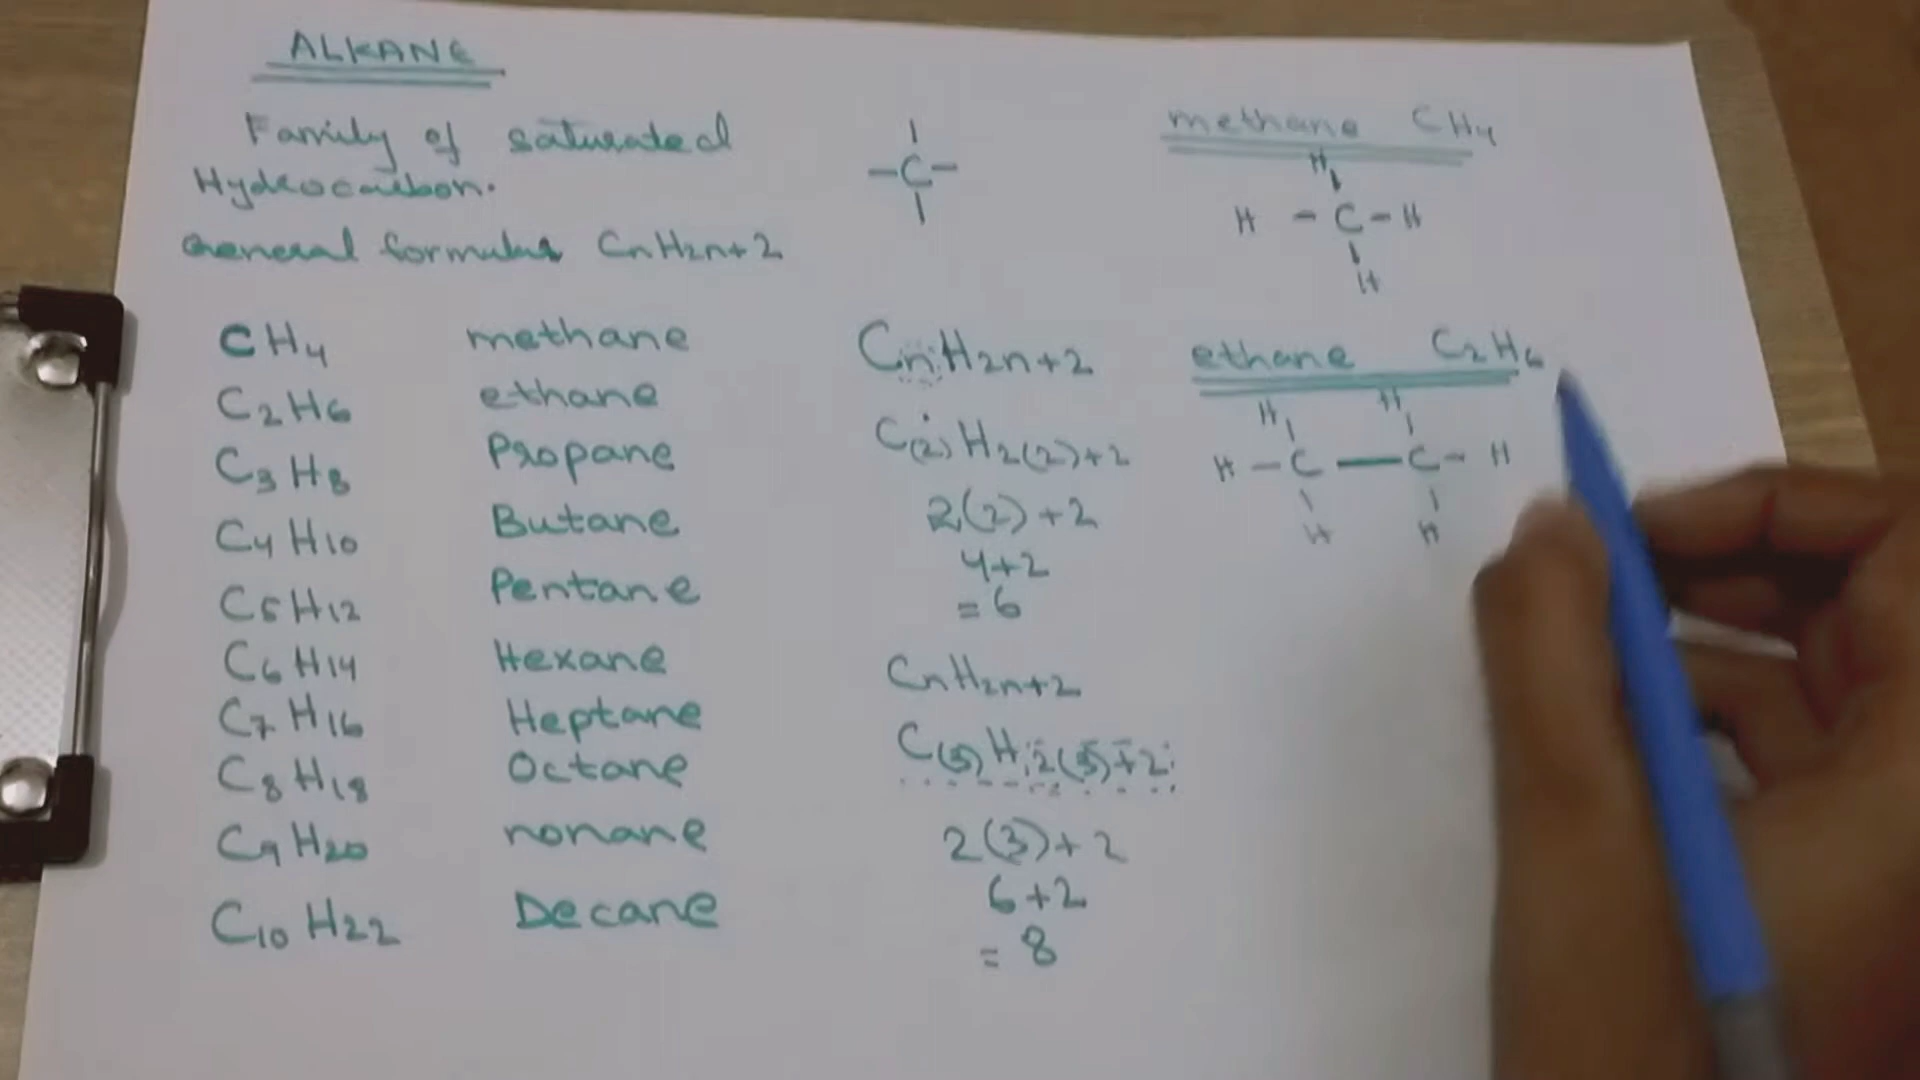 ALKANE
Family of saturated
Hydrocarbon.
General formula CnH2n+2
CH4 methane
C2H6 ethane
C3H8 Propane
C4H10 Butane
C5H12 Pentane
C6H14 Hexane
C7H16 Heptane
C8H18 Octane
C9H20 nonane
C10H22 Decane
-C-
CnH2n+2
C(2)H2(2)+2
2(2)+2
4+2
=6
CnH2n+2
C(3)H2(3)+2
2(3)+2
6+2
= 8
methane CH4
H
H - C - H
H
ethane C2H6
H H
H - C - C - H
H H